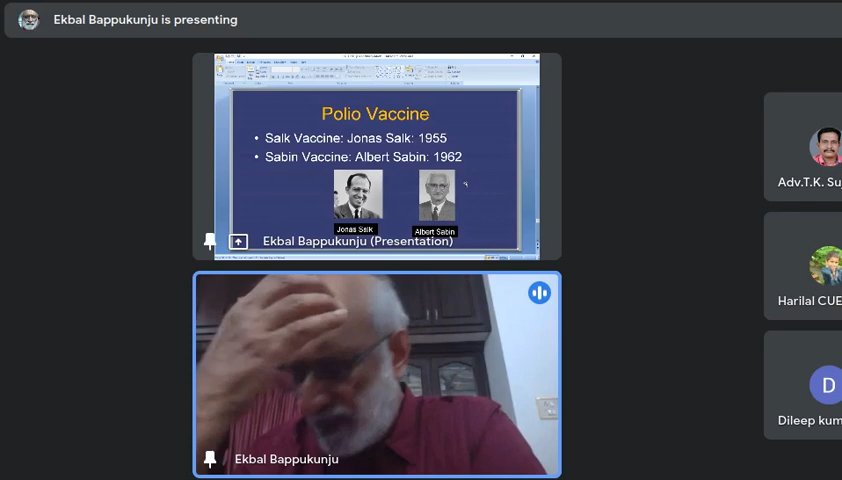 Ekbal Bappukunju is presenting
Polio Vaccine
• Salk Vaccine: Jonas Salk: 1955
• Sabin Vaccine: Albert Sabin: 1962
Jonas Salk
Albert Sabin
Ekbal Bappukunju (Presentation)
Adv.T.K. Su
Harilal CUE
D
Dileep kum
Ekbal Bappukunju